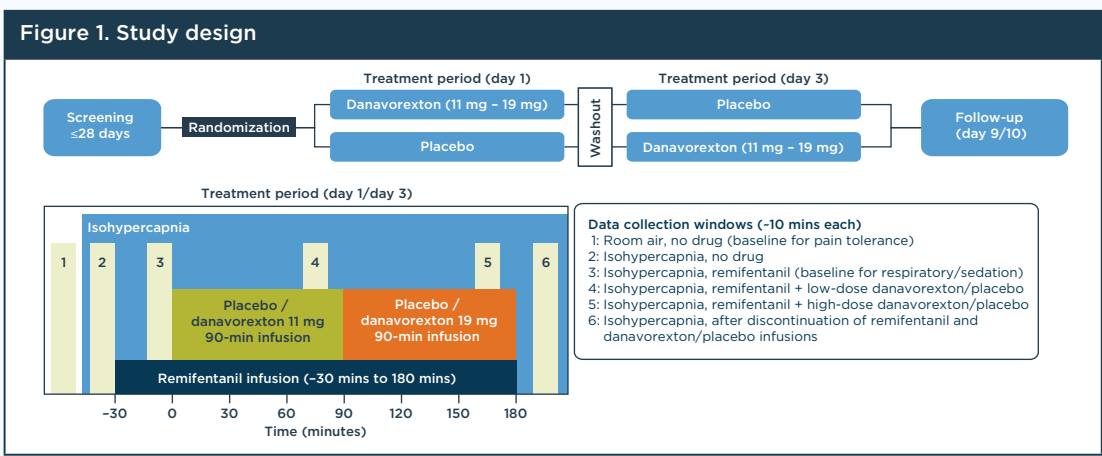 Figure 1. Study design
Treatment period (day 1)
Treatment period (day 3)
Screening
≤28 days
Randomization
Danavorexton (11 mg – 19 mg)
Placebo
Washout
Placebo
Danavorexton (11 mg – 19 mg)
Follow-up
(day 9/10)
Treatment period (day 1/day 3)
Isohypercapnia
1
2
3
4
5
6
Placebo /
danavorexton 11 mg
90-min infusion
Placebo /
danavorexton 19 mg
90-min infusion
Remifentanil infusion (–30 mins to 180 mins)
–30 0 30 60 90 120 150 180
Time (minutes)
Data collection windows (~10 mins each)
1: Room air, no drug (baseline for pain tolerance)
2: Isohypercapnia, no drug
3: Isohypercapnia, remifentanil (baseline for respiratory/sedation)
4: Isohypercapnia, remifentanil + low-dose danavorexton/placebo
5: Isohypercapnia, remifentanil + high-dose danavorexton/placebo
6: Isohypercapnia, after discontinuation of remifentanil and
danavorexton/placebo infusions